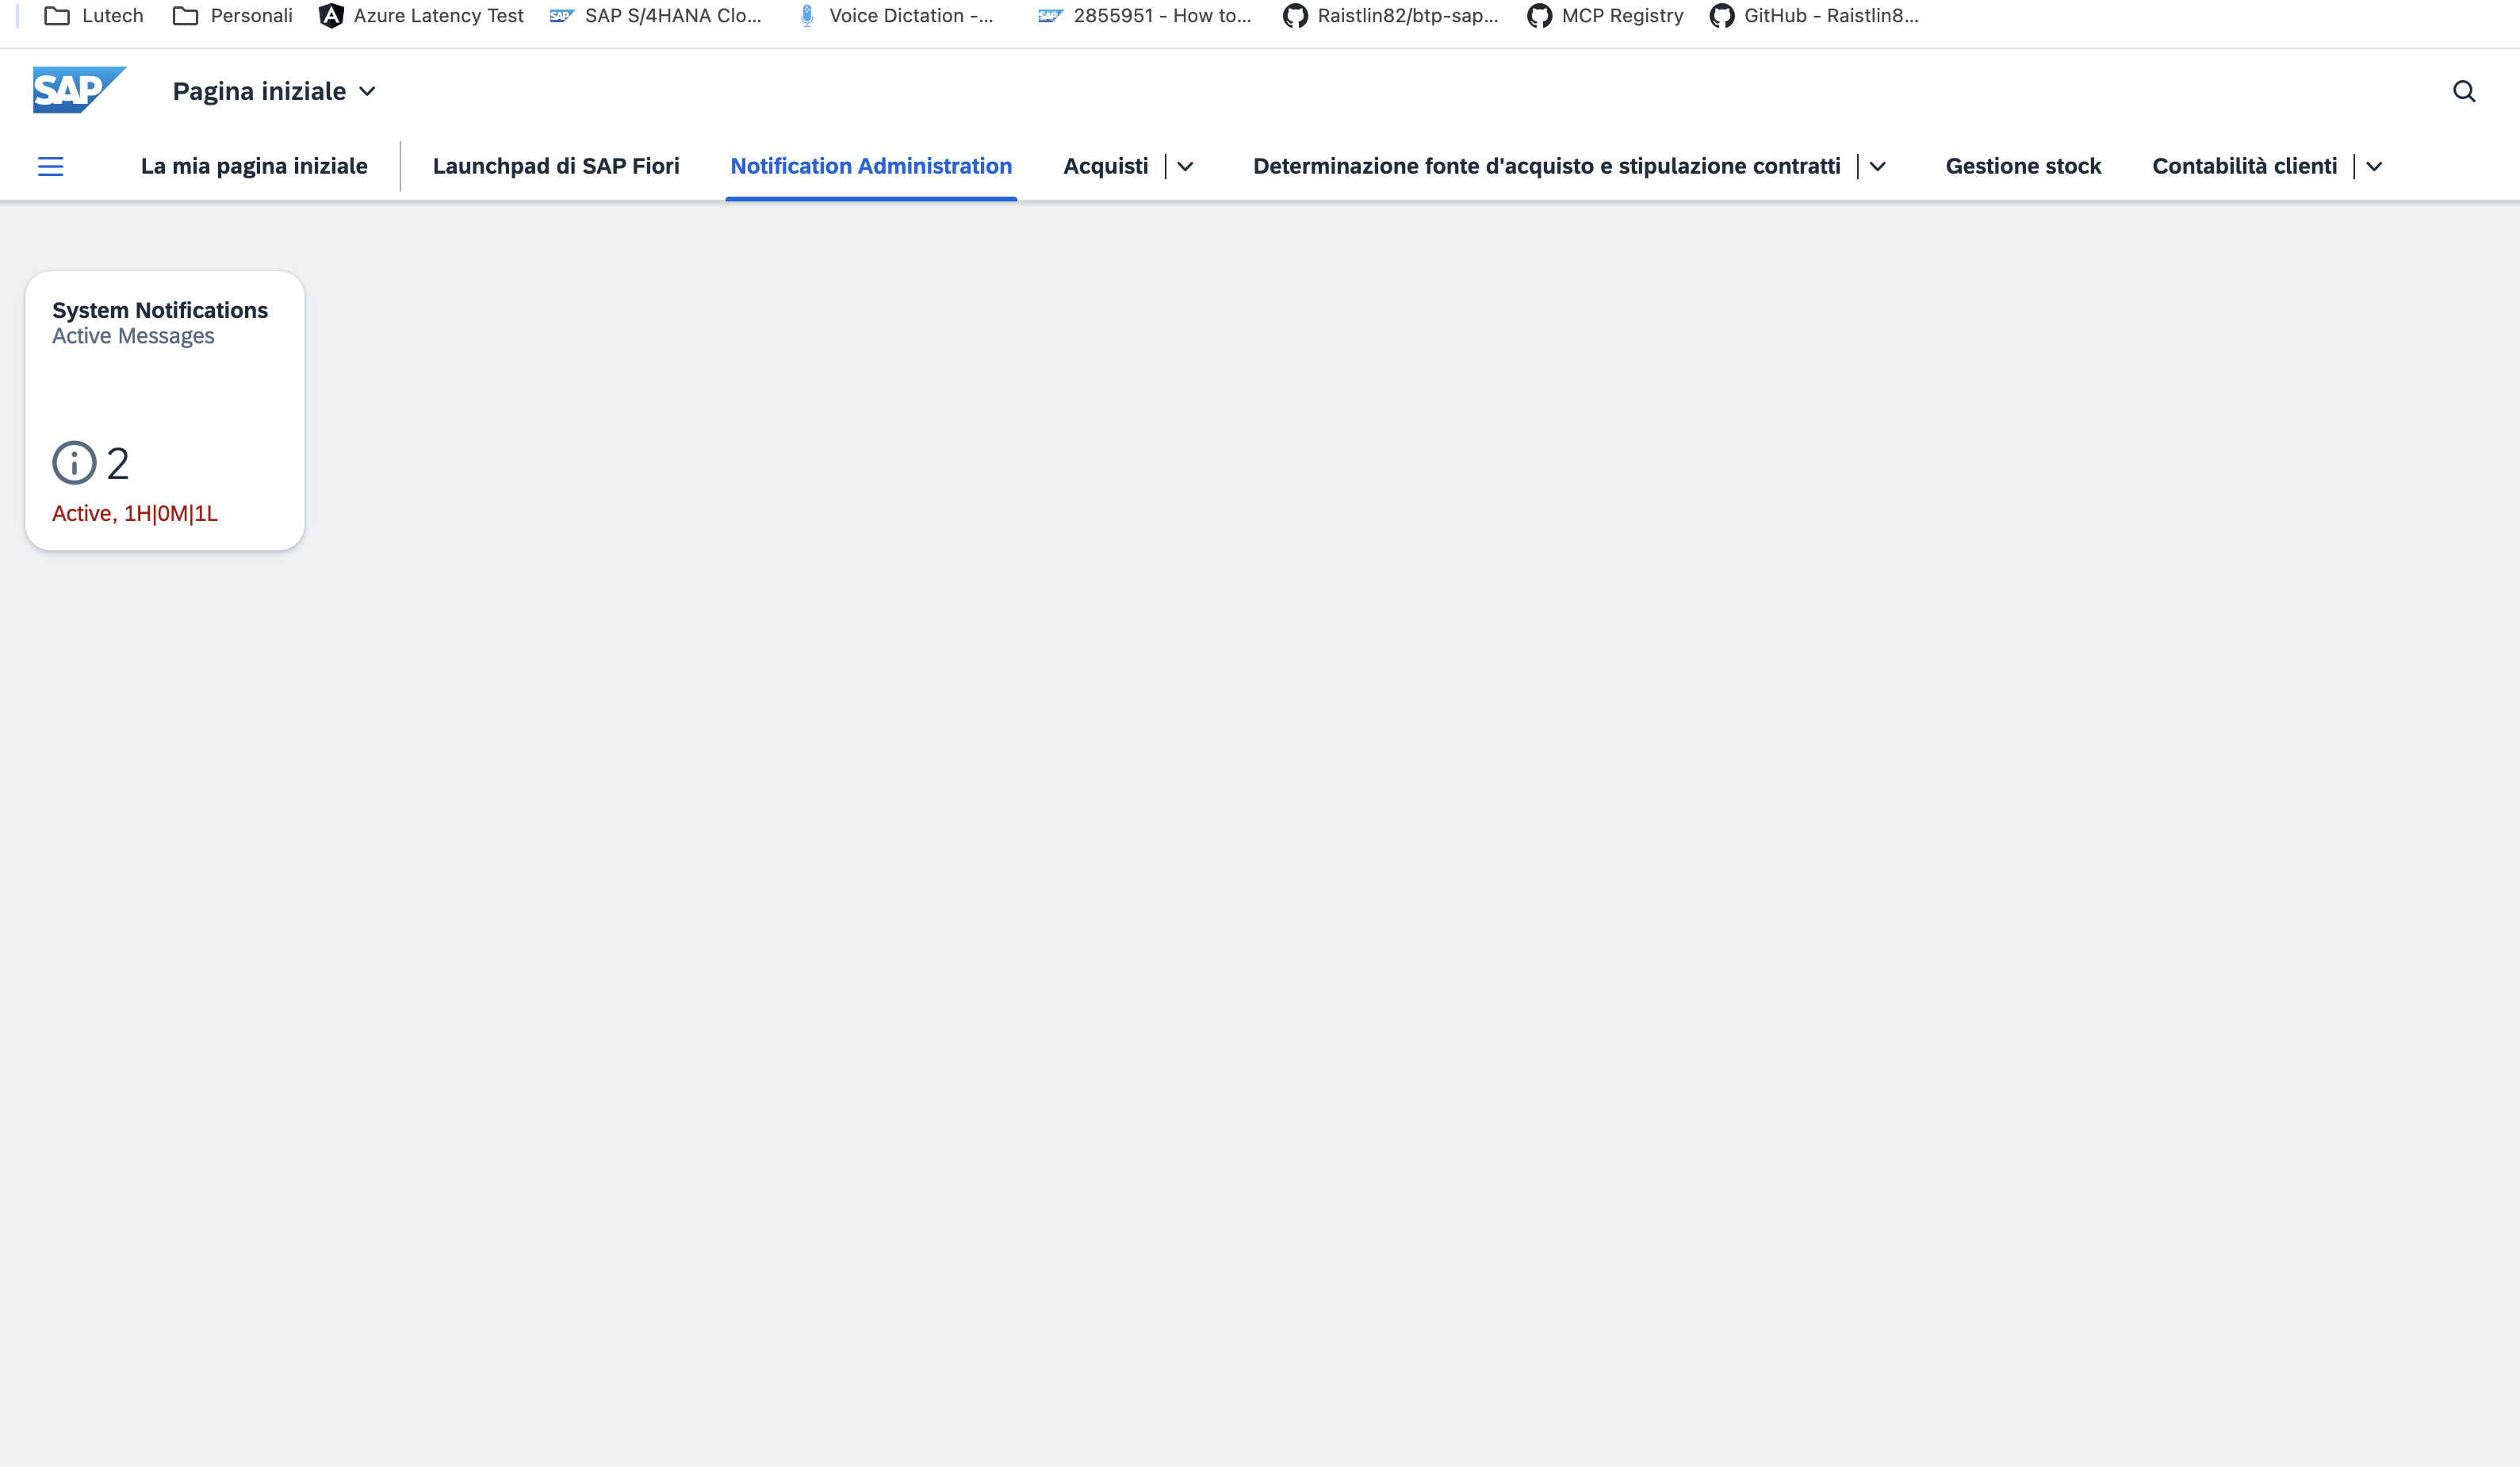 Lutech Personali Azure Latency Test SAP S/4HANA Clo... Voice Dictation -... 2855951 - How to... Raistlin82/btp-sap... MCP Registry GitHub - Raistlin8...
SAP Pagina iniziale
La mia pagina iniziale Launchpad di SAP Fiori Notification Administration Acquisti Determinazione fonte d'acquisto e stipulazione contratti Gestione stock Contabilità clienti
System Notifications
Active Messages
2
Active, 1H|0M|1L